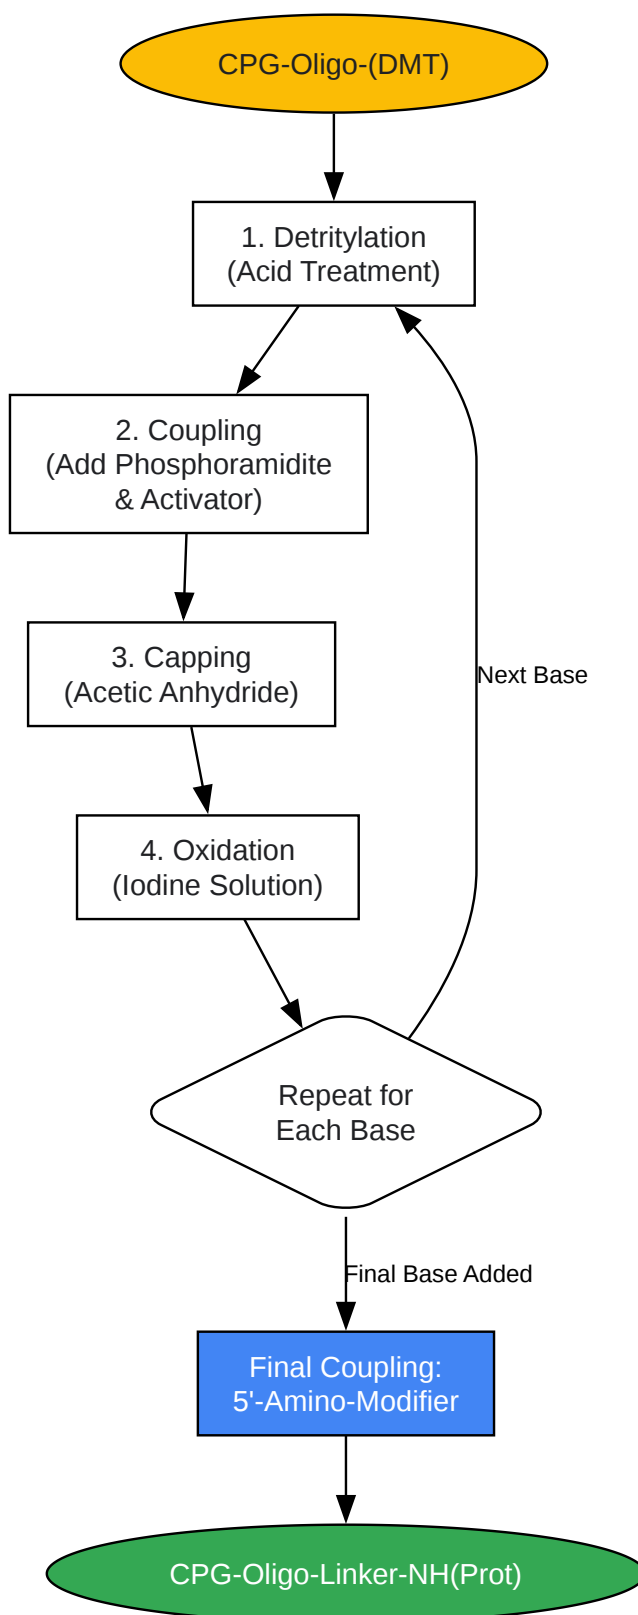 CPG-Oligo-(DMT)
1. Detritylation
(Acid Treatment)
2. Coupling
(Add Phosphoramidite
& Activator)
3. Capping
(Acetic Anhydride)
Next Base
4. Oxidation
(Iodine Solution)
Repeat for
Each Base
Final Base Added
Final Coupling:
5'-Amino-Modifier
CPG-Oligo-Linker-NH(Prot)